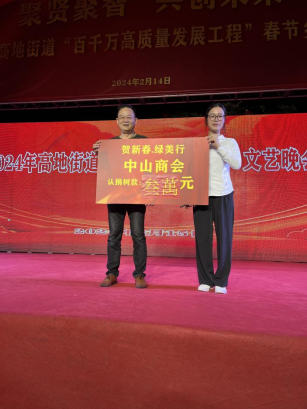 聚贤聚智 共创未来
高地街道“百千万高质量发展工程”春节
2024年2月14日
2024年高地街道
文艺晚会
贺新春.绿美行
中山商会
认捐树款：叁萬元